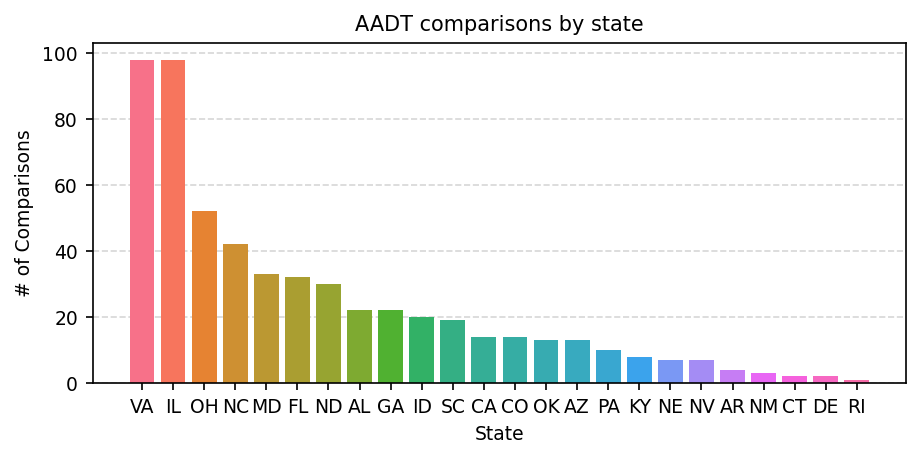 AADT comparisons by state
# of Comparisons
100
80
60
40
20
0
VA IL OH NC MD FL ND AL GA ID SC CA CO OK AZ PA KY NE NV AR NM CT DE RI
State